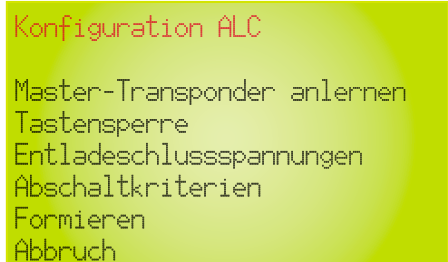 Konfiguration ALC
Master-Transponder anlernen
Tastensperre
Entladeschlussspannungen
Abschaltkriterien
Formieren
Abbruch